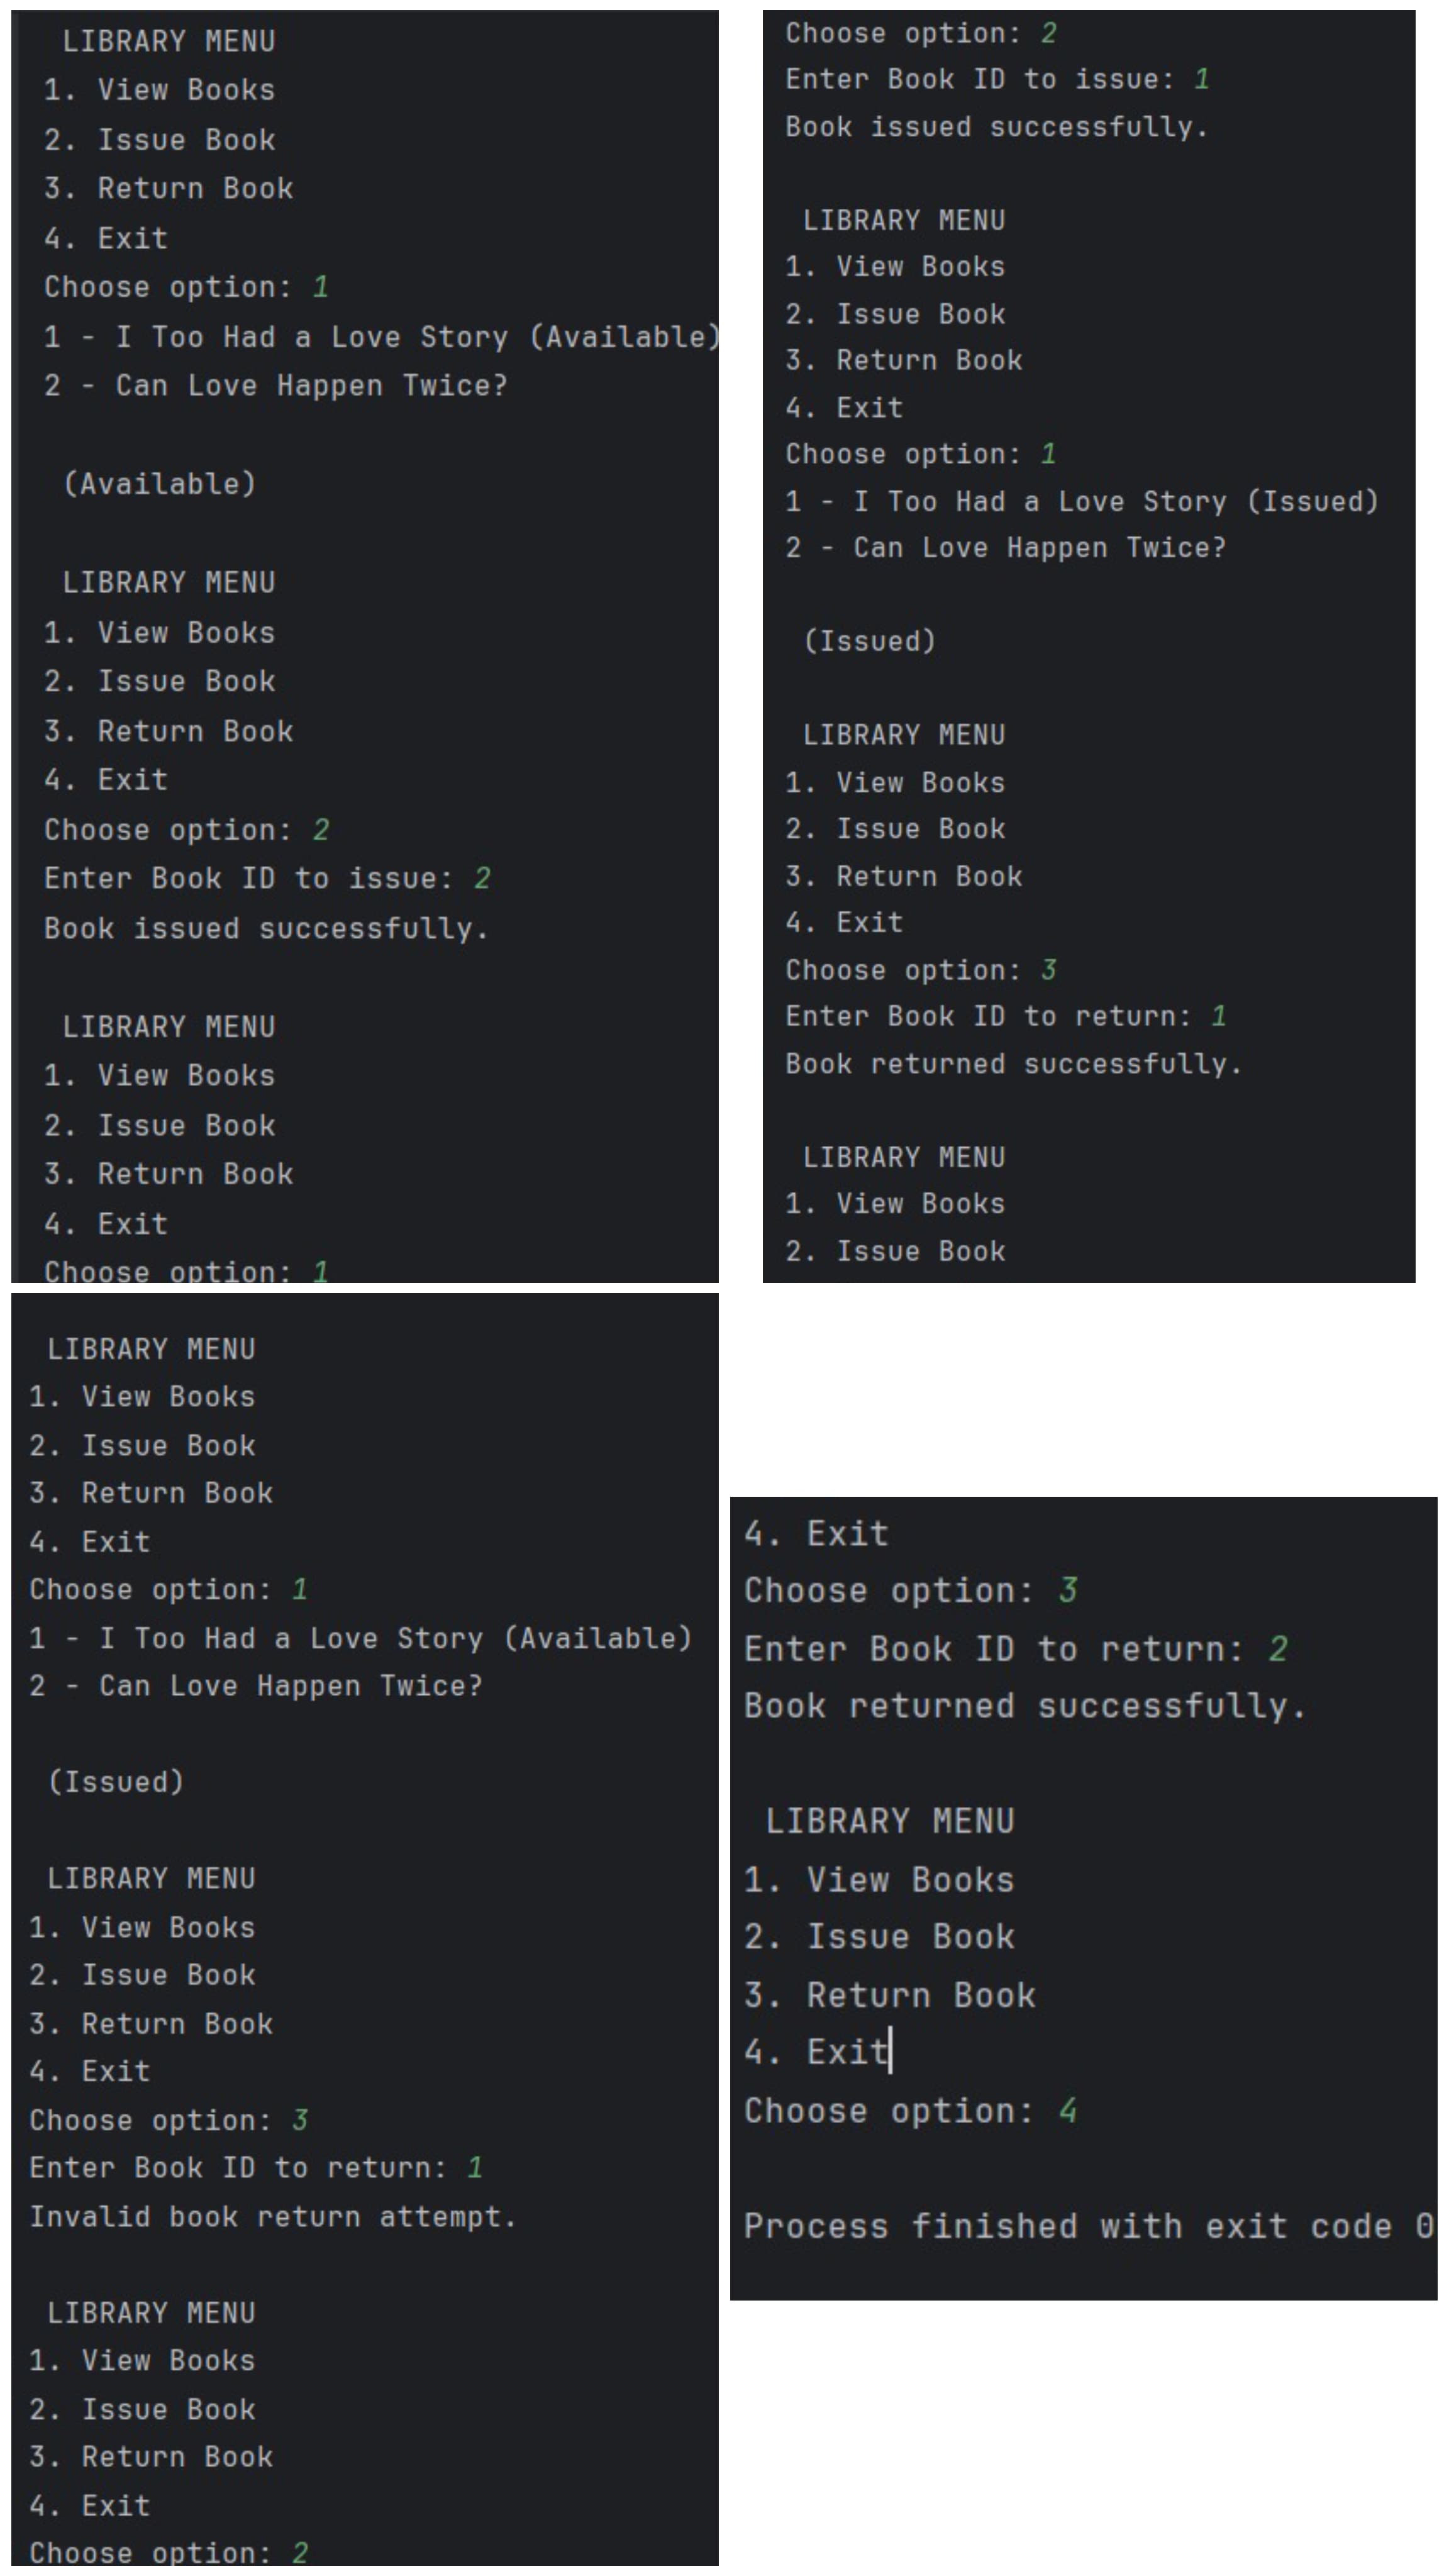 LIBRARY MENU
1. View Books
2. Issue Book
3. Return Book
4. Exit
Choose option: 1
1 - I Too Had a Love Story (Available)
2 - Can Love Happen Twice?
(Available)
LIBRARY MENU
1. View Books
2. Issue Book
3. Return Book
4. Exit
Choose option: 2
Enter Book ID to issue: 2
Book issued successfully.
LIBRARY MENU
1. View Books
2. Issue Book
3. Return Book
4. Exit
Choose option: 1
LIBRARY MENU
1. View Books
2. Issue Book
3. Return Book
4. Exit
Choose option: 1
1 - I Too Had a Love Story (Available)
2 - Can Love Happen Twice?
(Issued)
LIBRARY MENU
1. View Books
2. Issue Book
3. Return Book
4. Exit
Choose option: 3
Enter Book ID to return: 1
Invalid book return attempt.
LIBRARY MENU
1. View Books
2. Issue Book
3. Return Book
4. Exit
Choose option: 2
Choose option: 2
Enter Book ID to issue: 1
Book issued successfully.
LIBRARY MENU
1. View Books
2. Issue Book
3. Return Book
4. Exit
Choose option: 1
1 - I Too Had a Love Story (Issued)
2 - Can Love Happen Twice?
(Issued)
LIBRARY MENU
1. View Books
2. Issue Book
3. Return Book
4. Exit
Choose option: 3
Enter Book ID to return: 1
Book returned successfully.
LIBRARY MENU
1. View Books
2. Issue Book
4. Exit
Choose option: 3
Enter Book ID to return: 2
Book returned successfully.
LIBRARY MENU
1. View Books
2. Issue Book
3. Return Book
4. Exit
Choose option: 4
Process finished with exit code 0